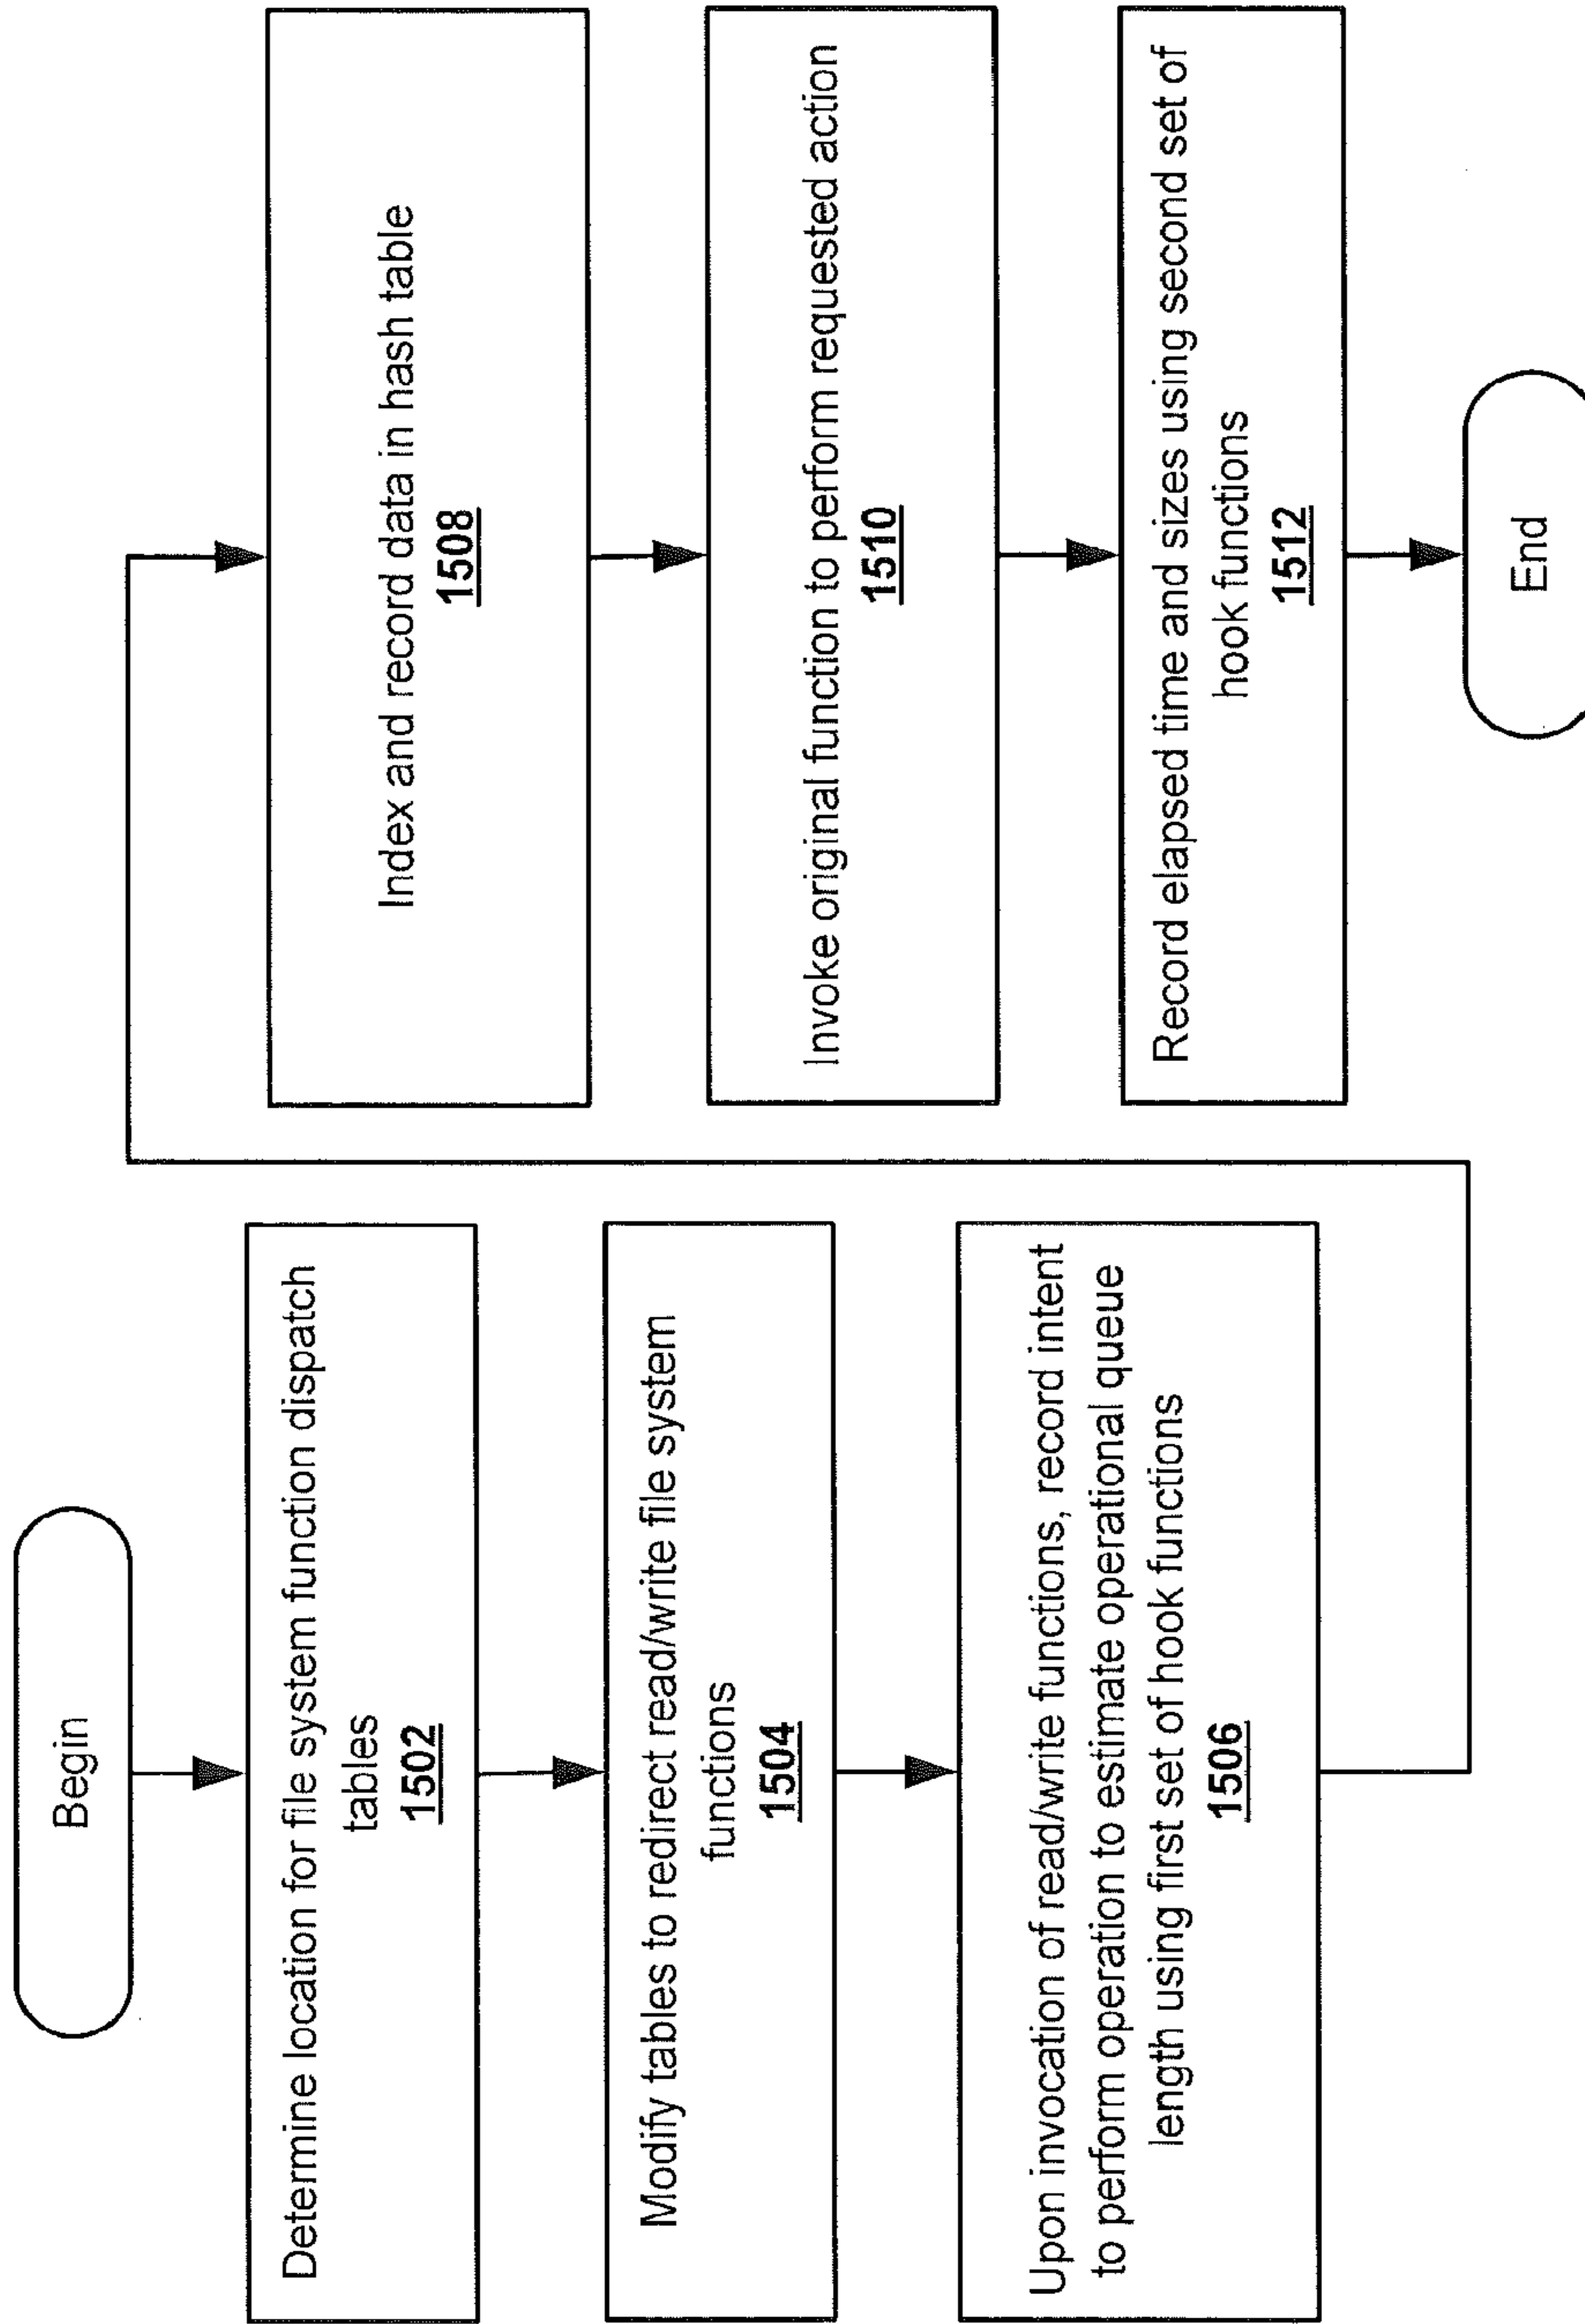 Begin
Determine location for file system function dispatch
tables
1502
Modify tables to redirect read/write file system
functions
1504
Upon invocation of read/write functions, record intent
to perform operation to estimate operational queue
length using first set of hook functions
1506
Index and record data in hash table
1508
Invoke original function to perform requested action
1510
Record elapsed time and sizes using second set of
hook functions
1512
End